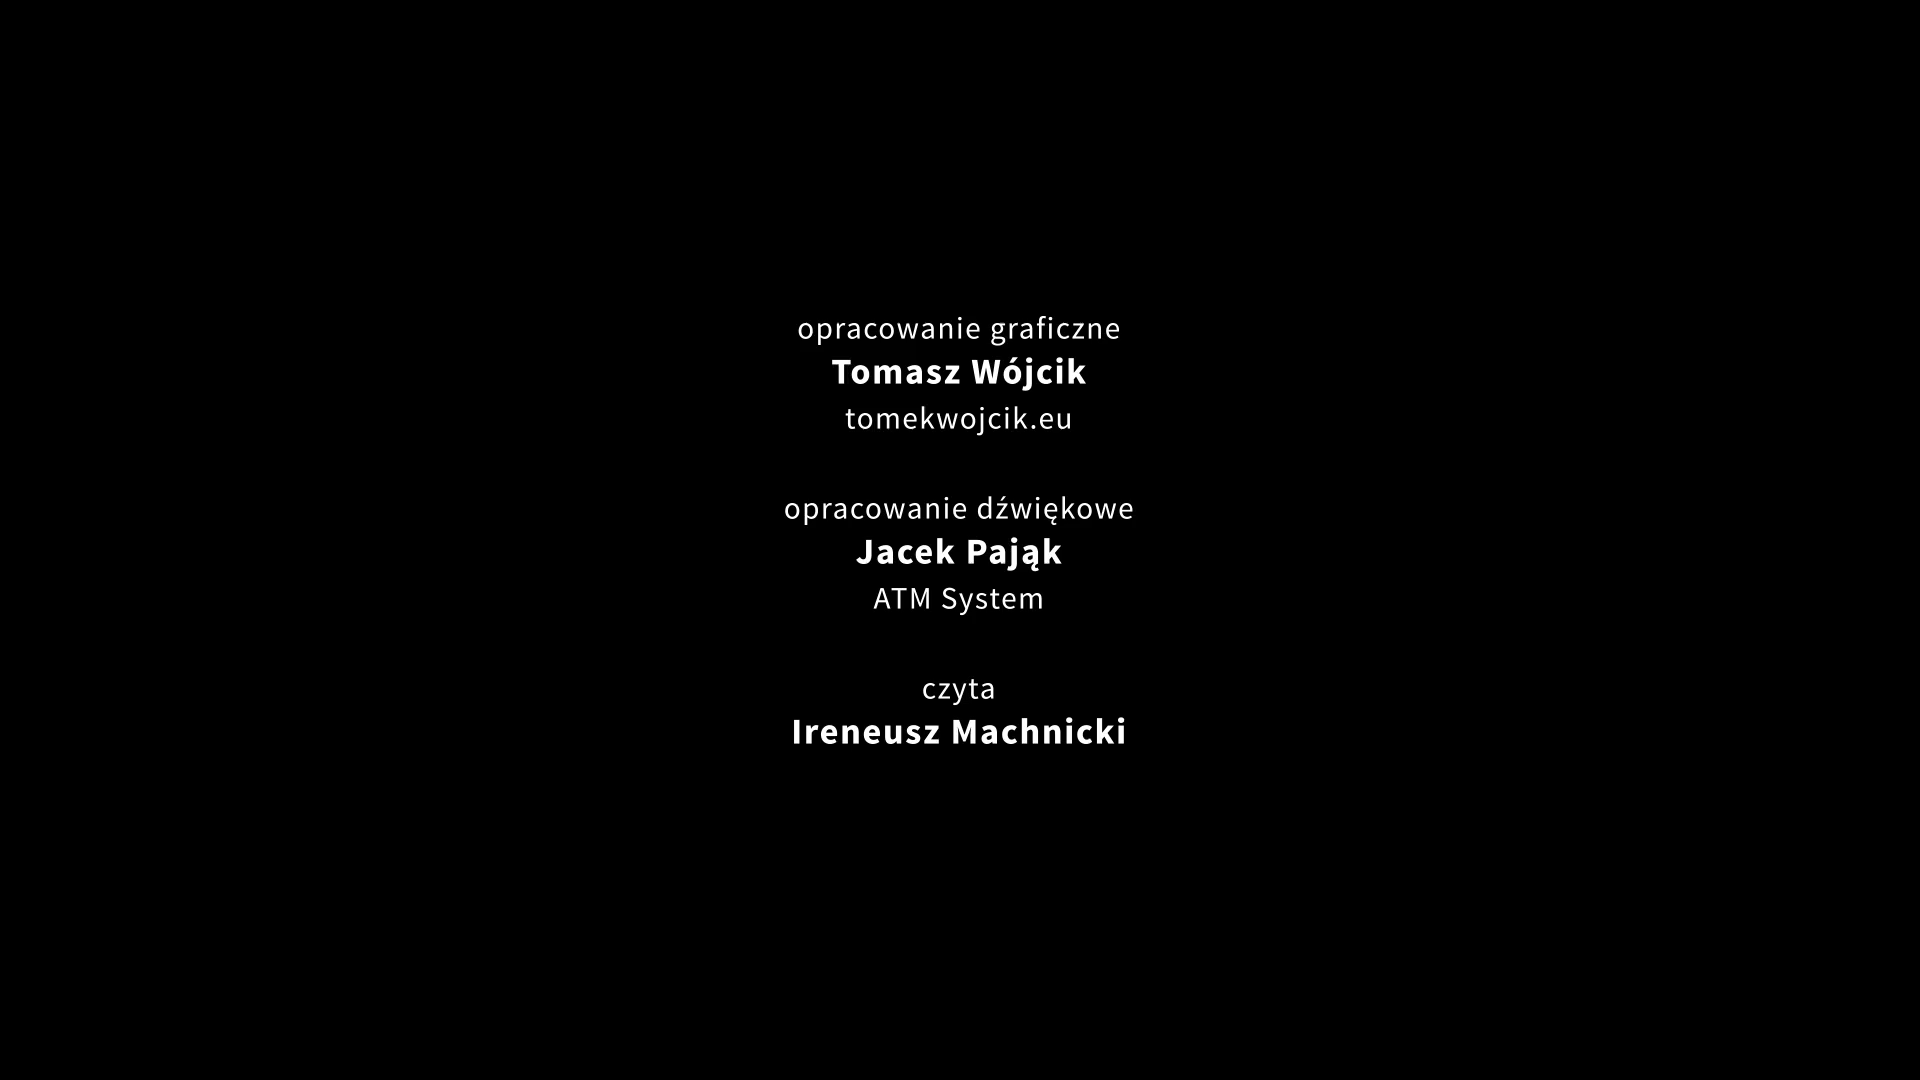 opracowanie graficzne
Tomasz Wójcik
tomekwojcik.eu
opracowanie dźwiękowe
Jacek Pająk
ATM System
czyta
Ireneusz Machnicki